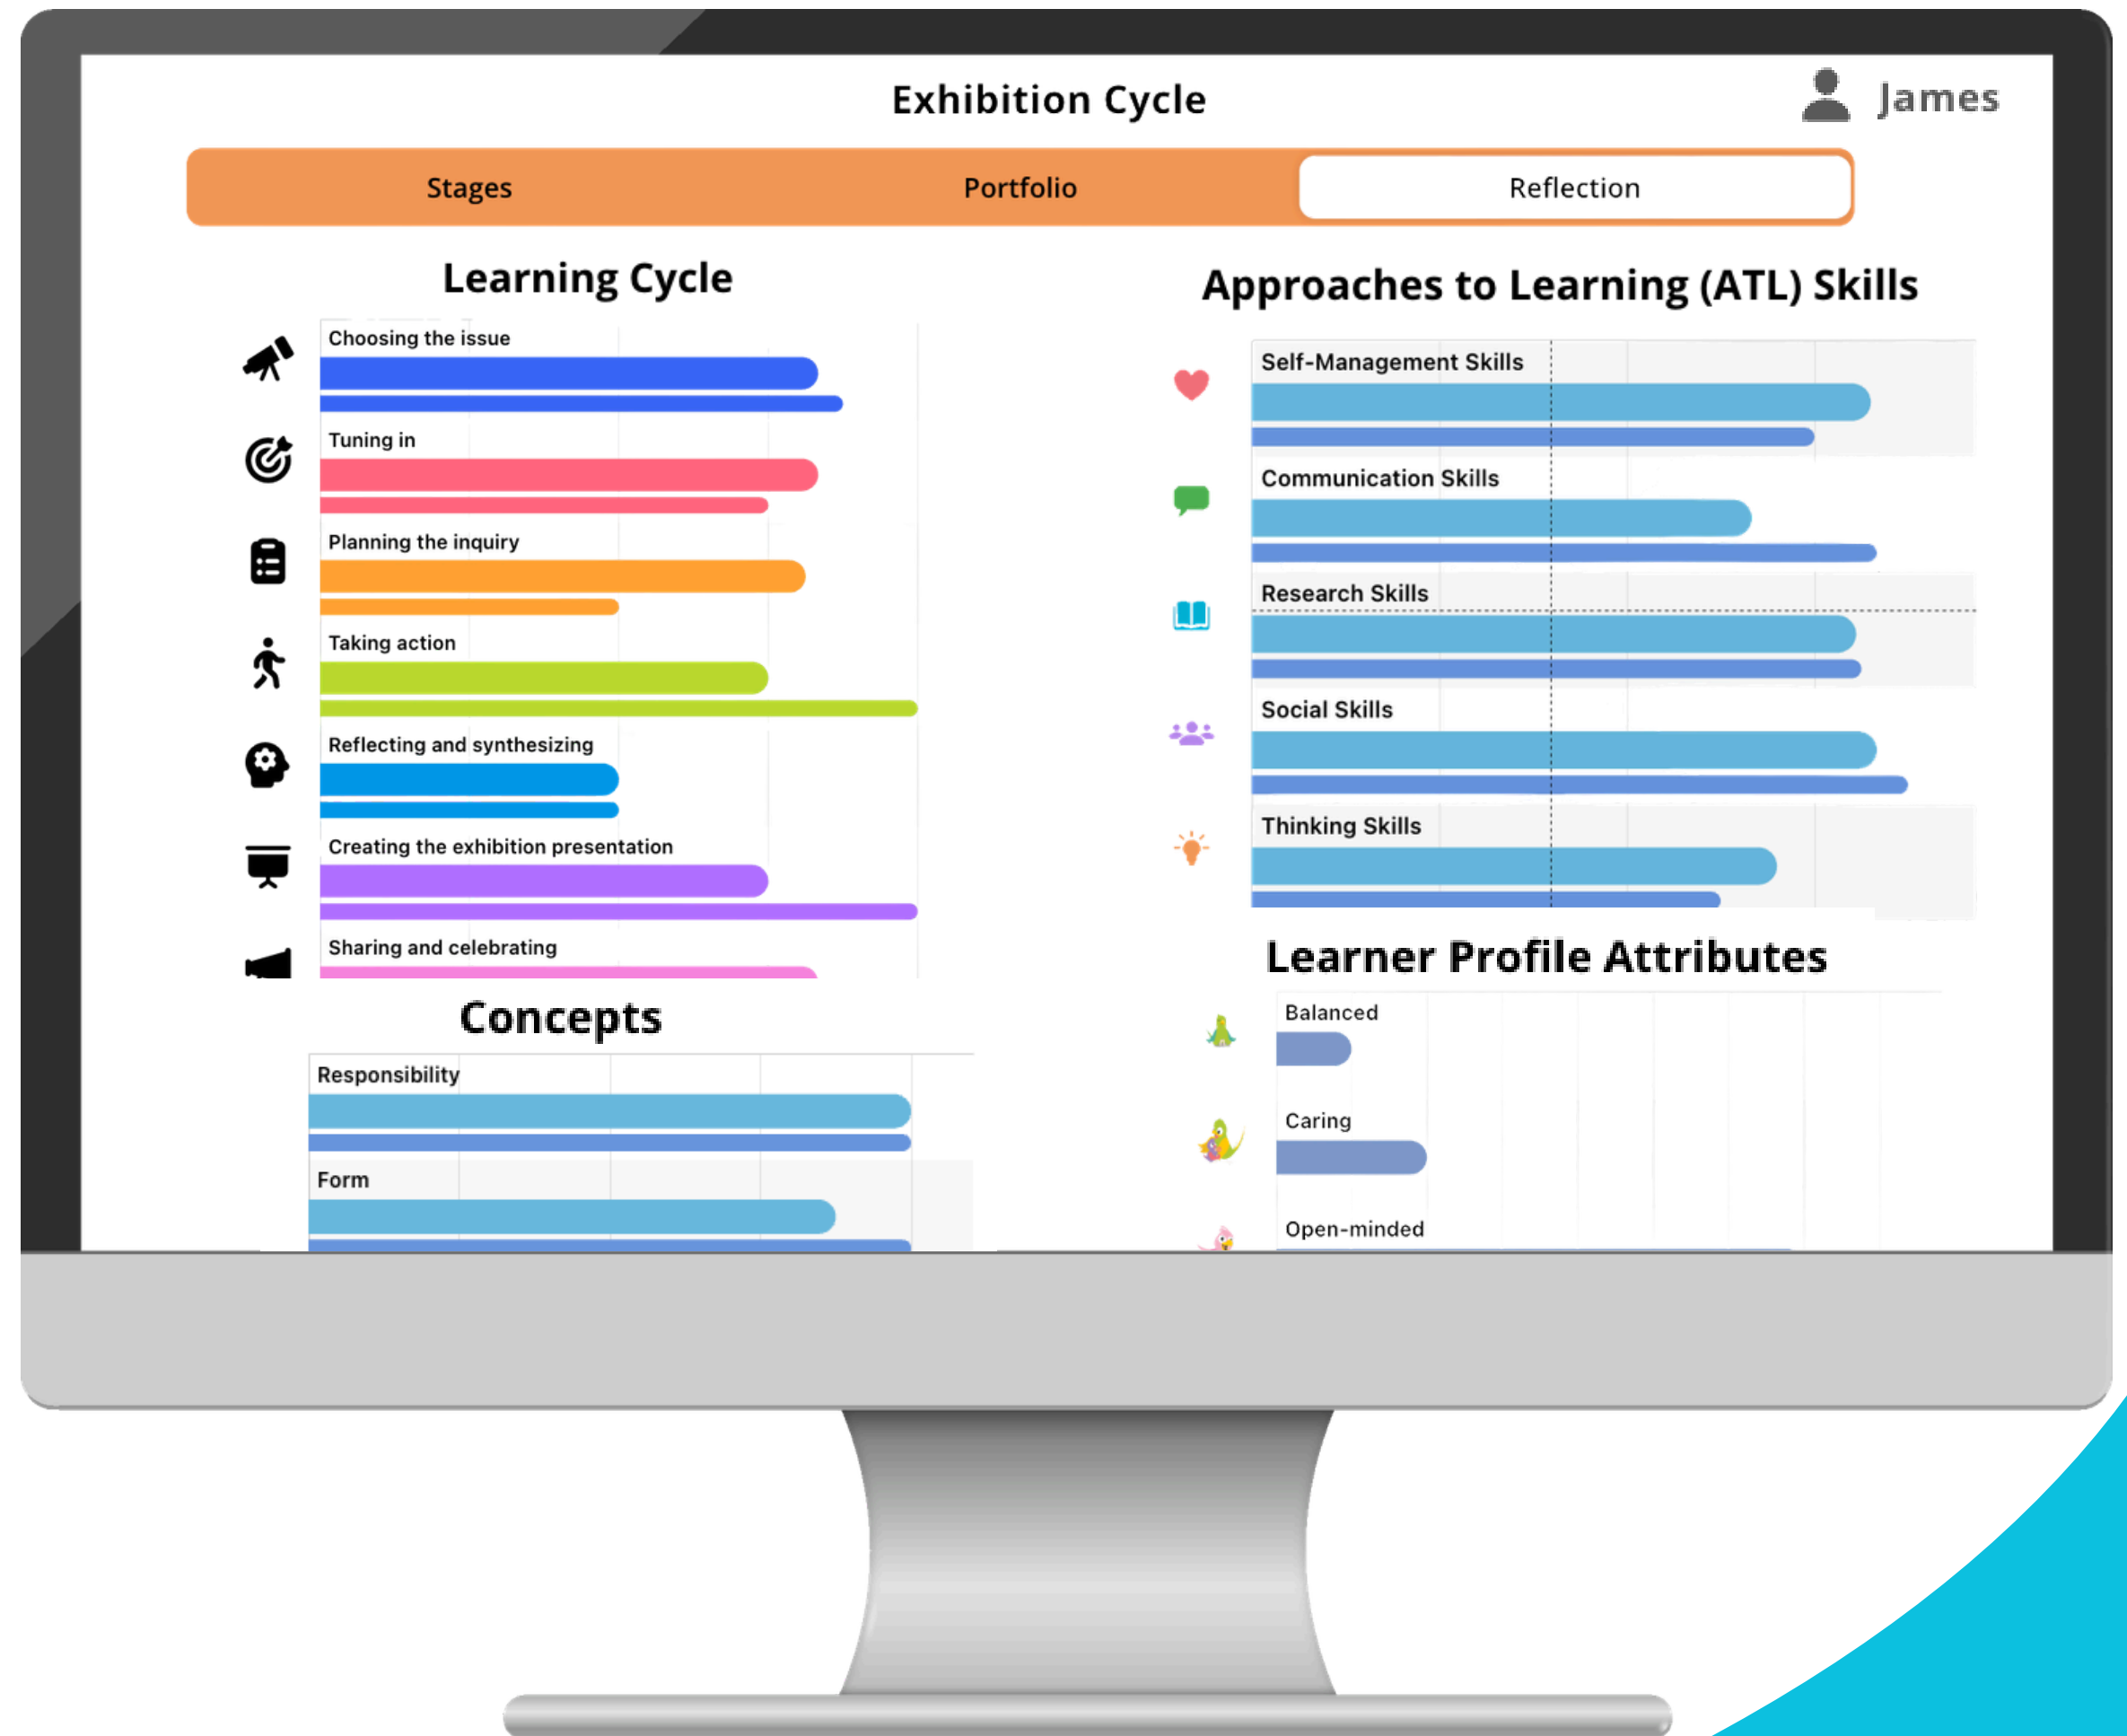 Exhibition Cycle
James
Stages
Portfolio
Reflection
Learning Cycle
Choosing the issue
Tuning in
Planning the inquiry
Taking action
Reflecting and synthesizing
Creating the exhibition presentation
Sharing and celebrating
Concepts
Responsibility
Form
Approaches to Learning (ATL) Skills
Self-Management Skills
Communication Skills
Research Skills
Social Skills
Thinking Skills
Learner Profile Attributes
Balanced
Caring
Open-minded